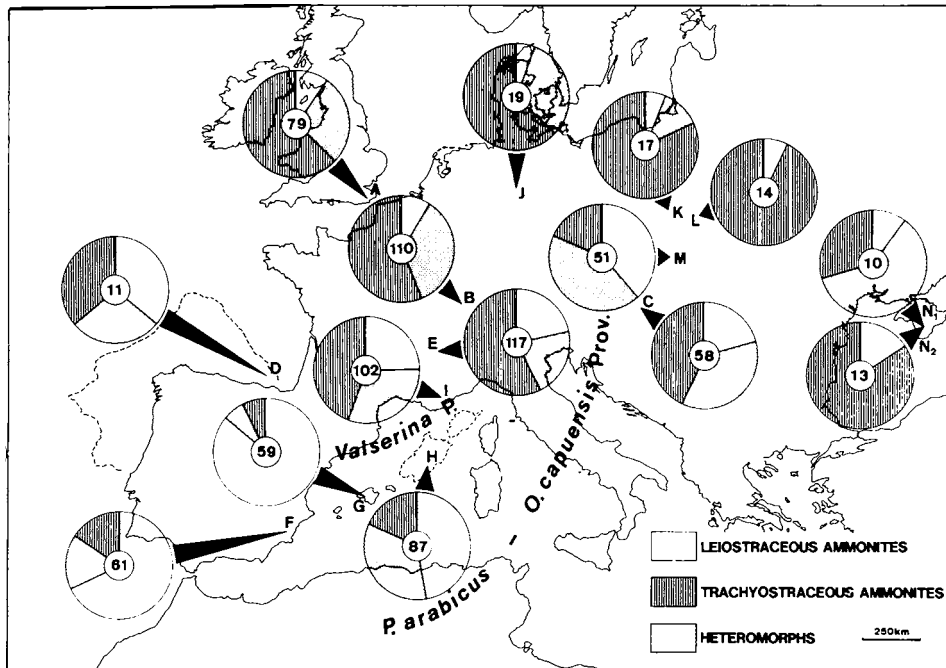 79
19
17
14
A
J
K
L
110
51
M
10
11
B
C
N₁
E
117
58
N₂
13
D
102
I
O. capuensis Prov.
Valserina P.
59
H
G
F
87
61
P. arabicus
LEIOSTRACEOUS AMMONITES
TRACHYOSTRACEOUS AMMONITES
HETEROMORPHS
250km